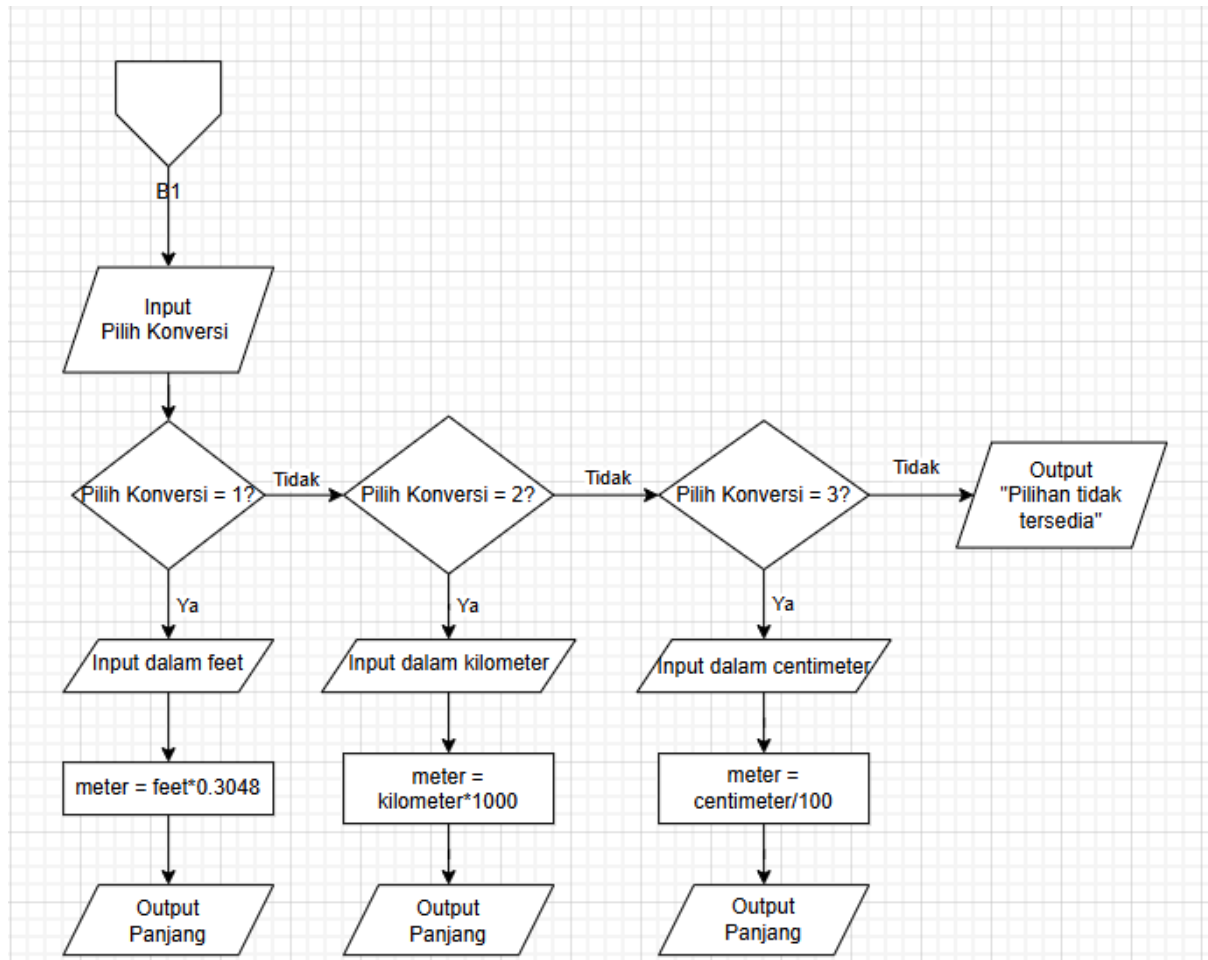 B1
Input
Pilih Konversi
Pilih Konversi = 1?
Tidak
Pilih Konversi = 2?
Tidak
Pilih Konversi = 3?
Tidak
Output
"Pilihan tidak
tersedia"
Ya
Ya
Ya
Input dalam feet
Input dalam kilometer
Input dalam centimeter
meter = feet*0.3048
meter =
kilometer*1000
meter =
centimeter/100
Output
Panjang
Output
Panjang
Output
Panjang